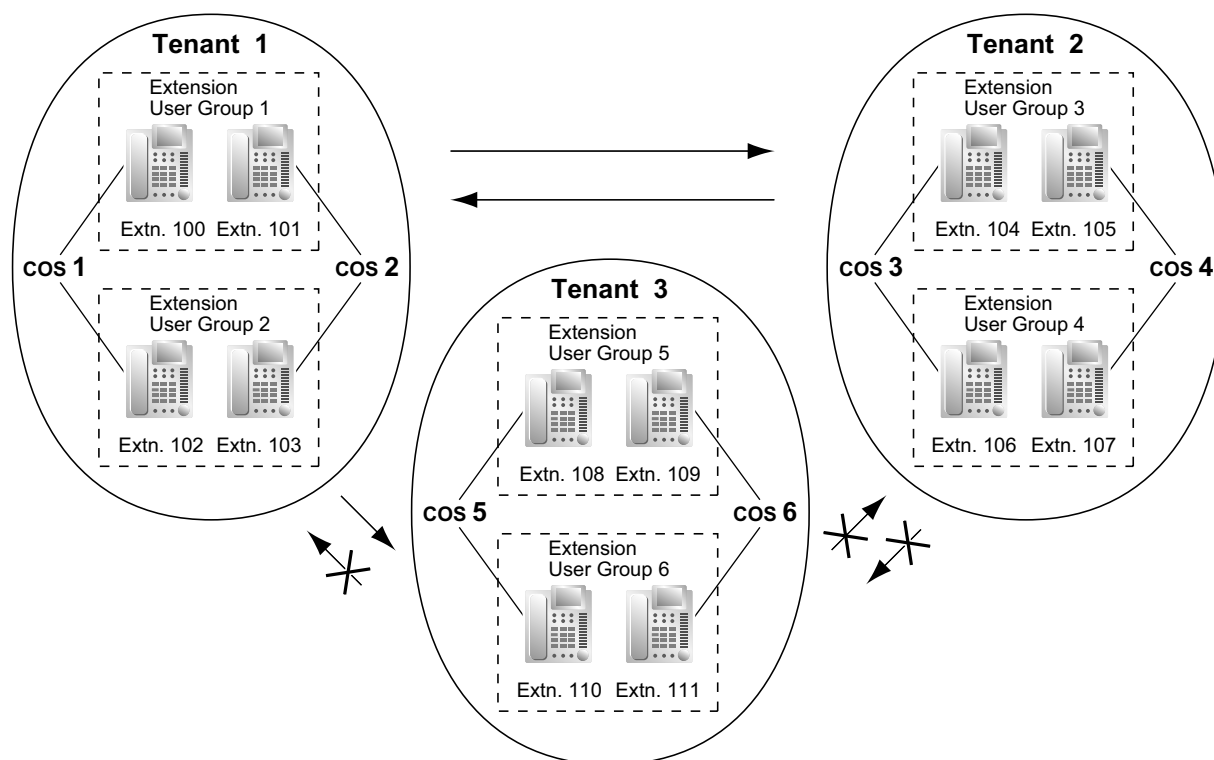 Tenant 1
Extension
User Group 1
Extn. 100 Extn. 101
COS 1
COS 2
Extension
User Group 2
Extn. 102 Extn. 103
Tenant 2
Extension
User Group 3
Extn. 104 Extn. 105
COS 3
COS 4
Extension
User Group 4
Extn. 106 Extn. 107
Tenant 3
Extension
User Group 5
Extn. 108 Extn. 109
COS 5
COS 6
Extension
User Group 6
Extn. 110 Extn. 111